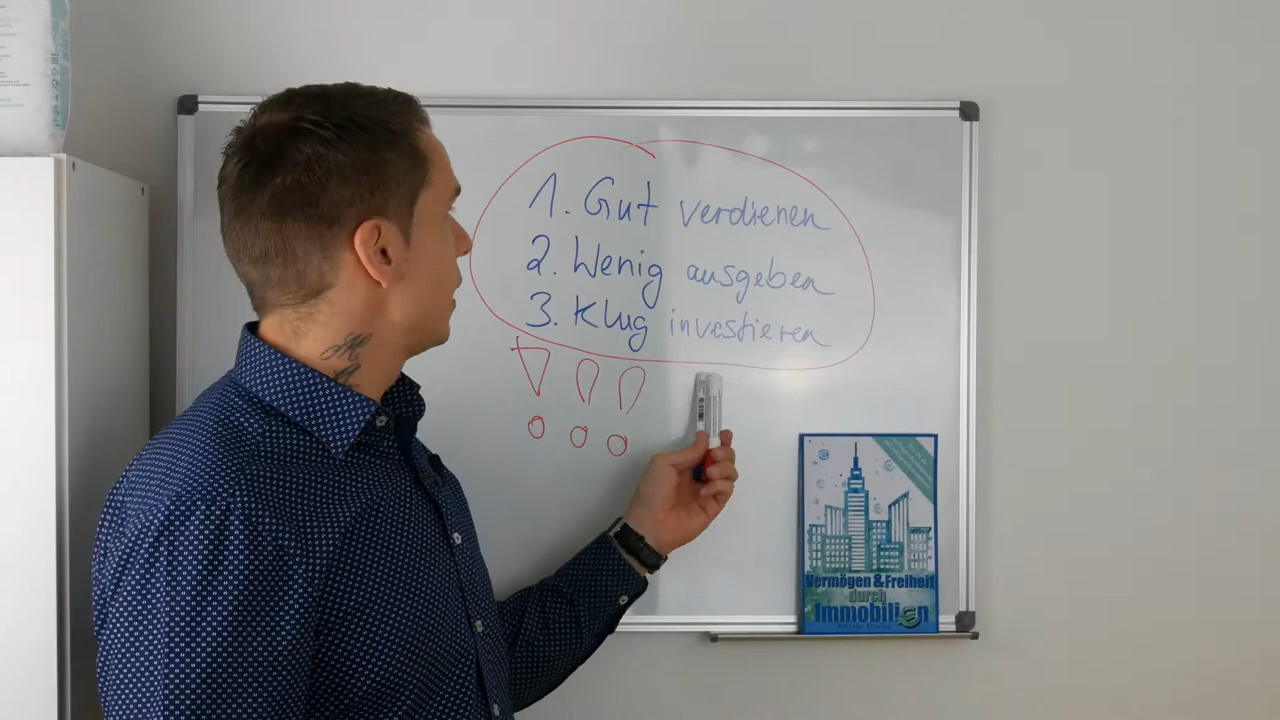 1. Gut verdienen
2. Wenig ausgeben
3. Klug investieren
Vermögen & Freiheit
durch
Immobilien